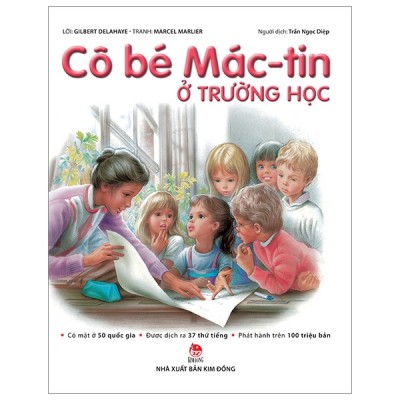 LỜI: GILBERT DELAHAYE • TRANH: MARCEL MARLIER
Người dịch: Trần Ngọc Diệp
Cô bé Mác-tin
Ở TRƯỜNG HỌC
• Có mặt ở 50 quốc gia • Được dịch ra 37 thứ tiếng • Phát hành trên 100 triệu bản
KIM ĐỒNG
NHÀ XUẤT BẢN KIM ĐỒNG